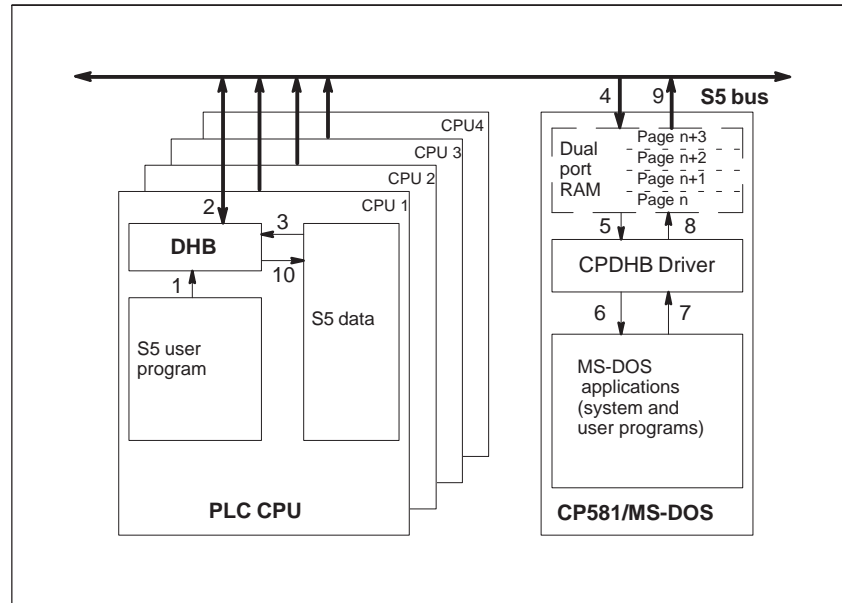 4
9
S5 bus
CPU4
CPU 3
CPU 2
CPU 1
Dual
port
RAM
Page n+3
Page n+2
Page n+1
Page n
2
3
DHB
10
1
5
8
CPDHB Driver
6
7
S5 user
program
S5 data
MS-DOS
applications
(system and
user programs)
PLC CPU
CP581/MS-DOS